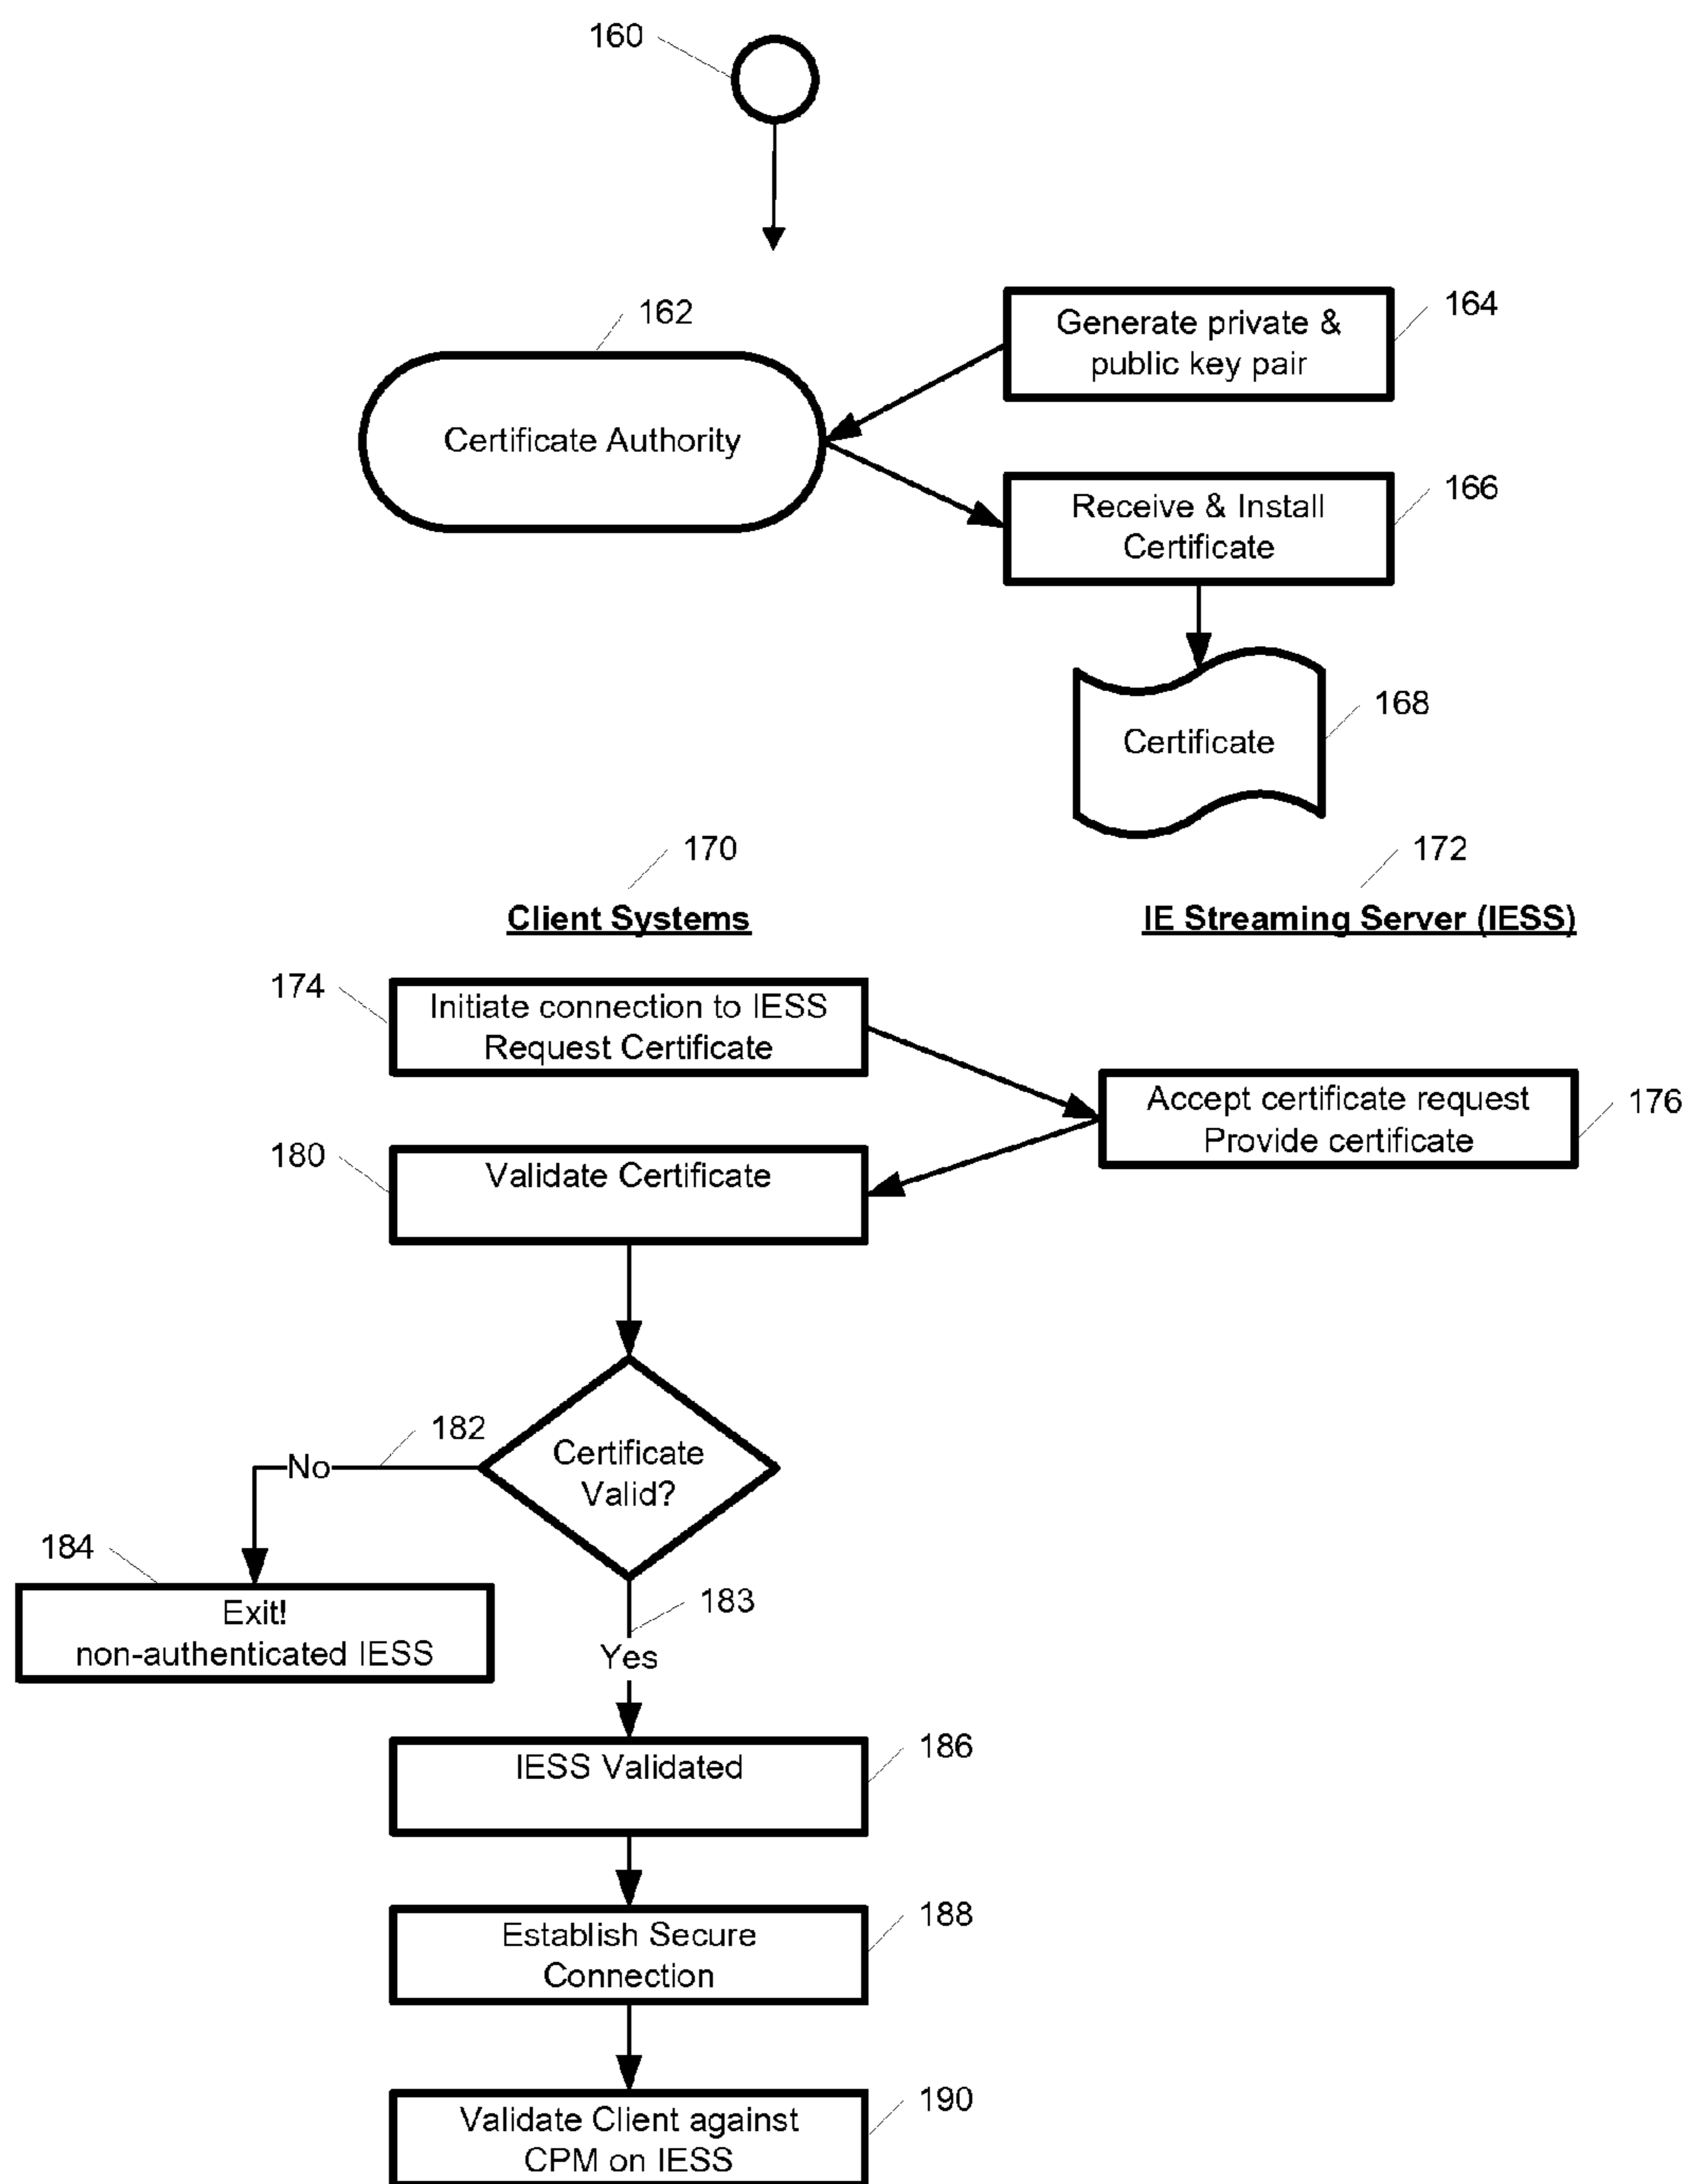 160
162
Generate private &
public key pair
164
Certificate Authority
Receive & Install
Certificate
166
Certificate
168
170
172
Client Systems
IE Streaming Server (IESS)
174
Initiate connection to IESS
Request Certificate
Accept certificate request
Provide certificate
176
180
Validate Certificate
182
Certificate
Valid?
No
184
Exit!
non-authenticated IESS
183
Yes
IESS Validated
186
Establish Secure
Connection
188
Validate Client against
CPM on IESS
190